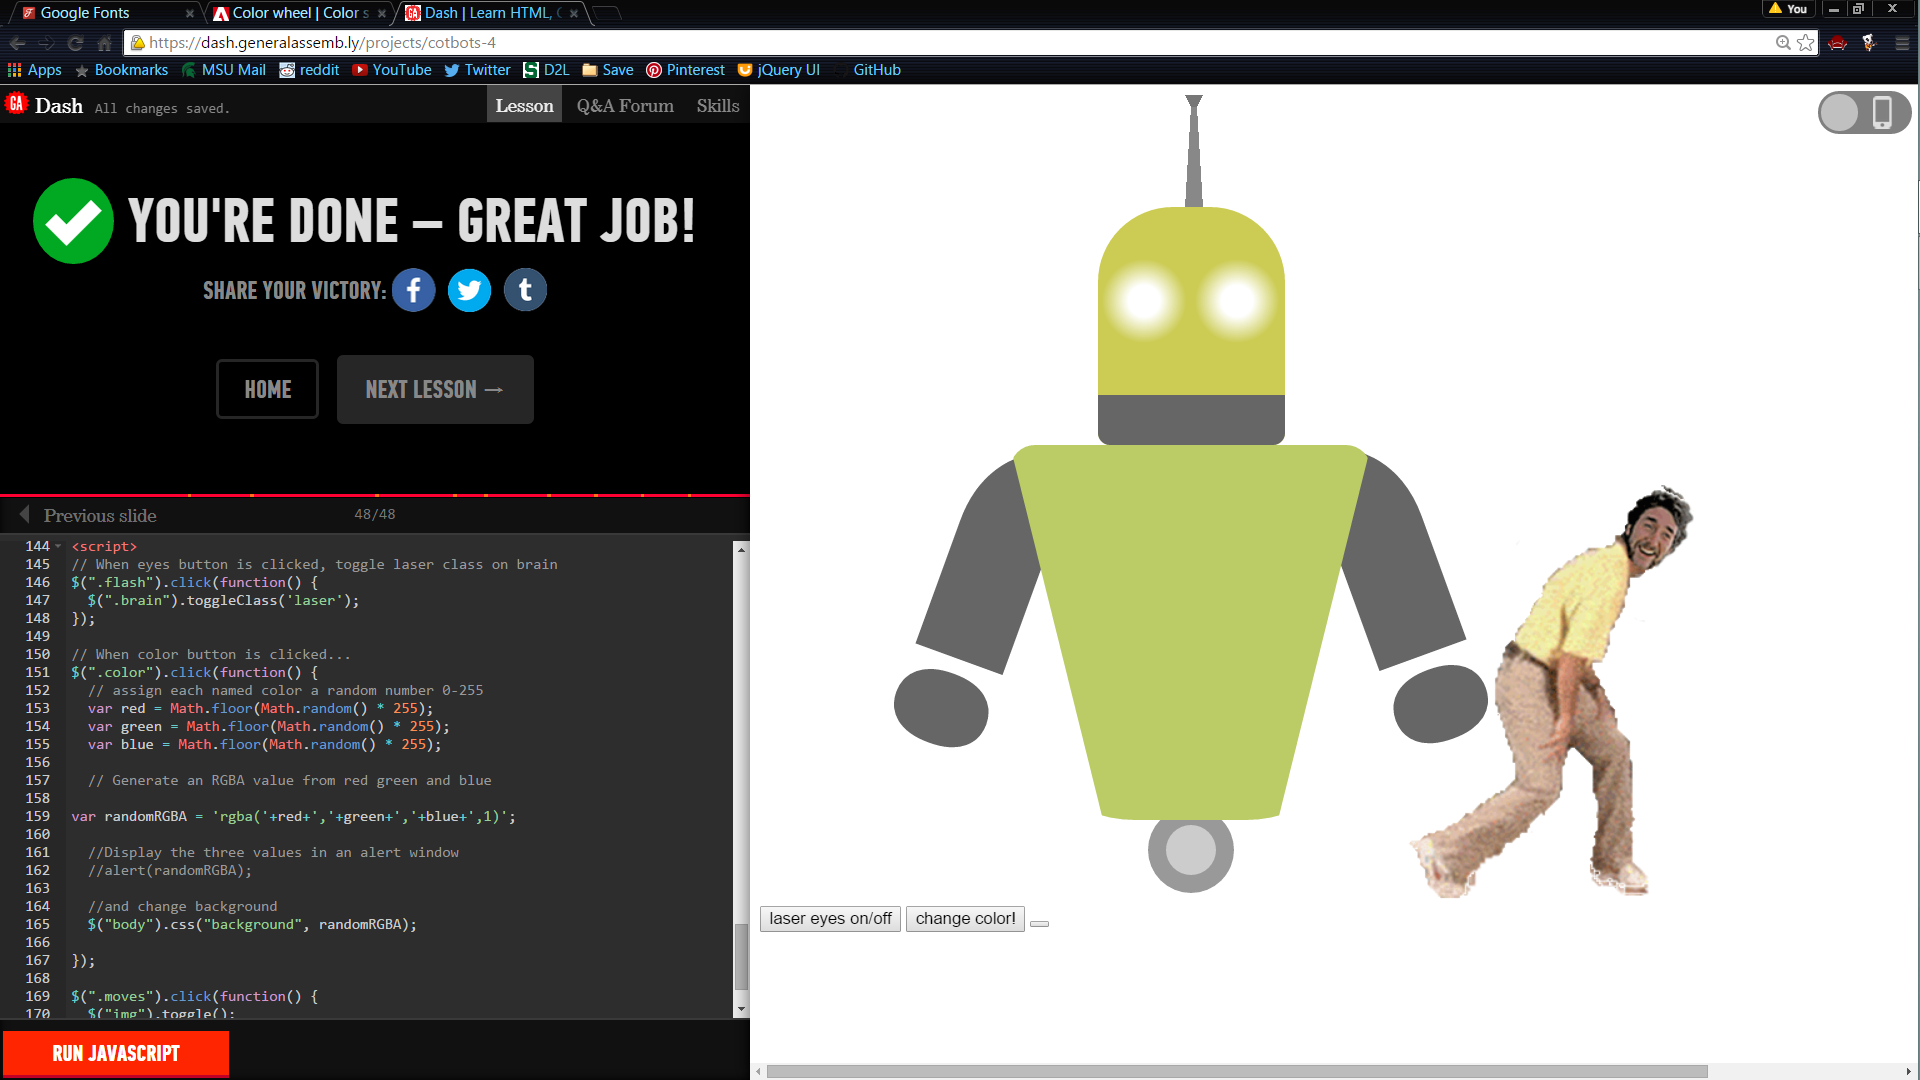 Google Fonts
Color wheel | Color s
Dash | Learn HTML, C
You
https://dash.generalassemb.ly/projects/cotbots-4
Apps
Bookmarks
MSU Mail
reddit
YouTube
Twitter
D2L
Save
Pinterest
jQuery UI
GitHub
GA Dash All changes saved.
Lesson
Q&A Forum
Skills
YOU'RE DONE – GREAT JOB!
SHARE YOUR VICTORY:
HOME
NEXT LESSON →
Previous slide
48/48
144 <script>
145 // When eyes button is clicked, toggle laser class on brain
146 $(".flash").click(function() {
147 $(".brain").toggleClass('laser');
148 });
149
150 // When color button is clicked...
151 $(".color").click(function() {
152 // assign each named color a random number 0-255
153 var red = Math.floor(Math.random() * 255);
154 var green = Math.floor(Math.random() * 255);
155 var blue = Math.floor(Math.random() * 255);
156
157 // Generate an RGBA value from red green and blue
158
159 var randomRGBA = 'rgba('+red+','+green+','+blue+',1)';
160
161 //Display the three values in an alert window
162 //alert(randomRGBA);
163
164 //and change background
165 $("body").css("background", randomRGBA);
166
167 });
168
169 $(".moves").click(function() {
170 $("img").toggle();
RUN JAVASCRIPT
laser eyes on/off
change color!